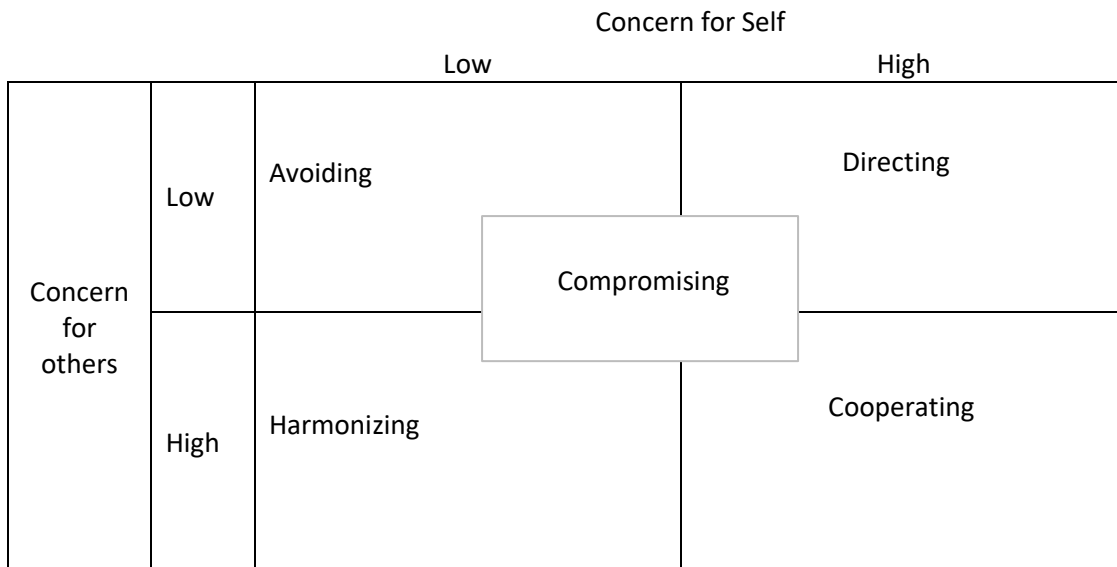 Concern for Self
Low High
Avoiding Directing
Low
Compromising
Concern
for
others
Harmonizing Cooperating
High